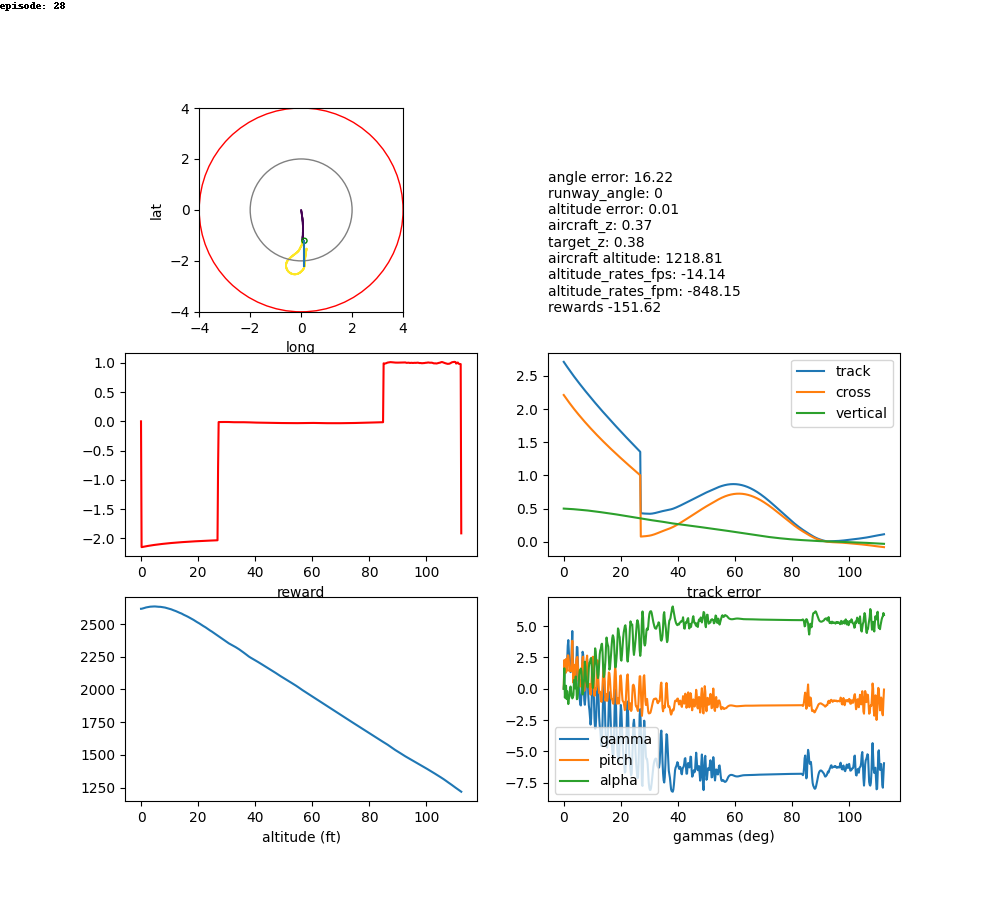 episode: 28
4
2
0
−2
−4
lat
−4 −2 0 2 4
long
angle error: 16.22
runway_angle: 0
altitude error: 0.01
aircraft_z: 0.37
target_z: 0.38
aircraft altitude: 1218.81
altitude_rates_fps: -14.14
altitude_rates_fpm: -848.15
rewards -151.62
1.0
0.5
0.0
−0.5
−1.0
−1.5
−2.0
0 20 40 60 80 100
reward
2.5
2.0
1.5
1.0
0.5
0.0
track
cross
vertical
0 20 40 60 80 100
track error
2500
2250
2000
1750
1500
1250
0 20 40 60 80 100
altitude (ft)
5.0
2.5
0.0
−2.5
−5.0
−7.5
gamma
pitch
alpha
0 20 40 60 80 100
gammas (deg)